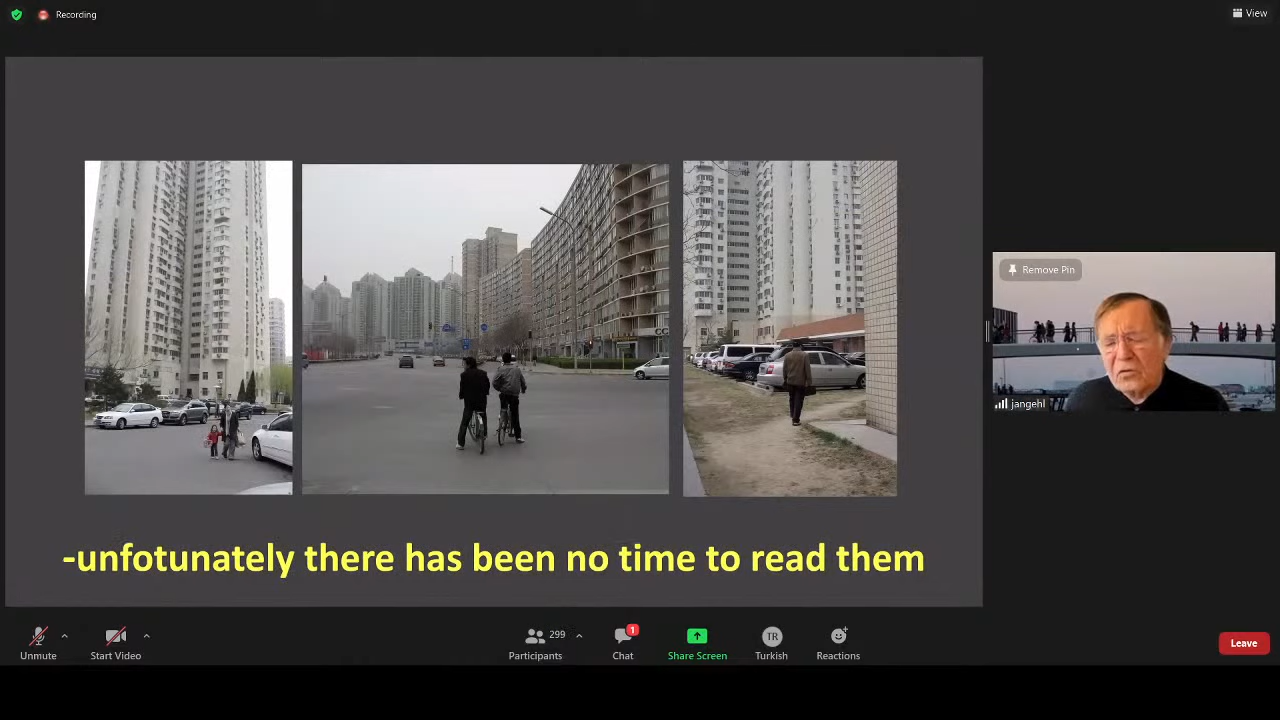 Recording
View
-unfotunately there has been no time to read them
Remove Pin
jangehl
Unmute
Start Video
299
Participants
1
Chat
Share Screen
TR
Turkish
Reactions
Leave